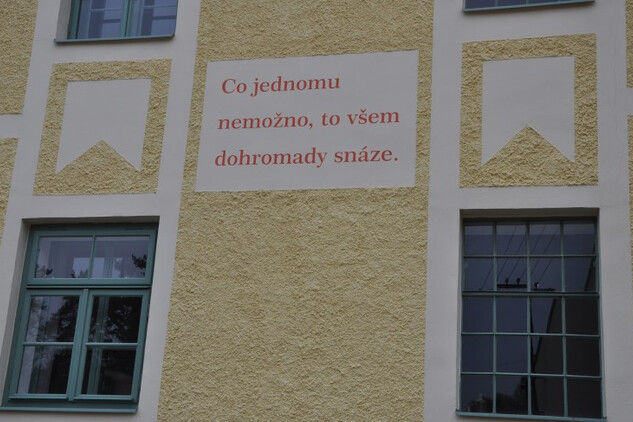 Co jednomu
nemožno, to všem
dohromady snáze.